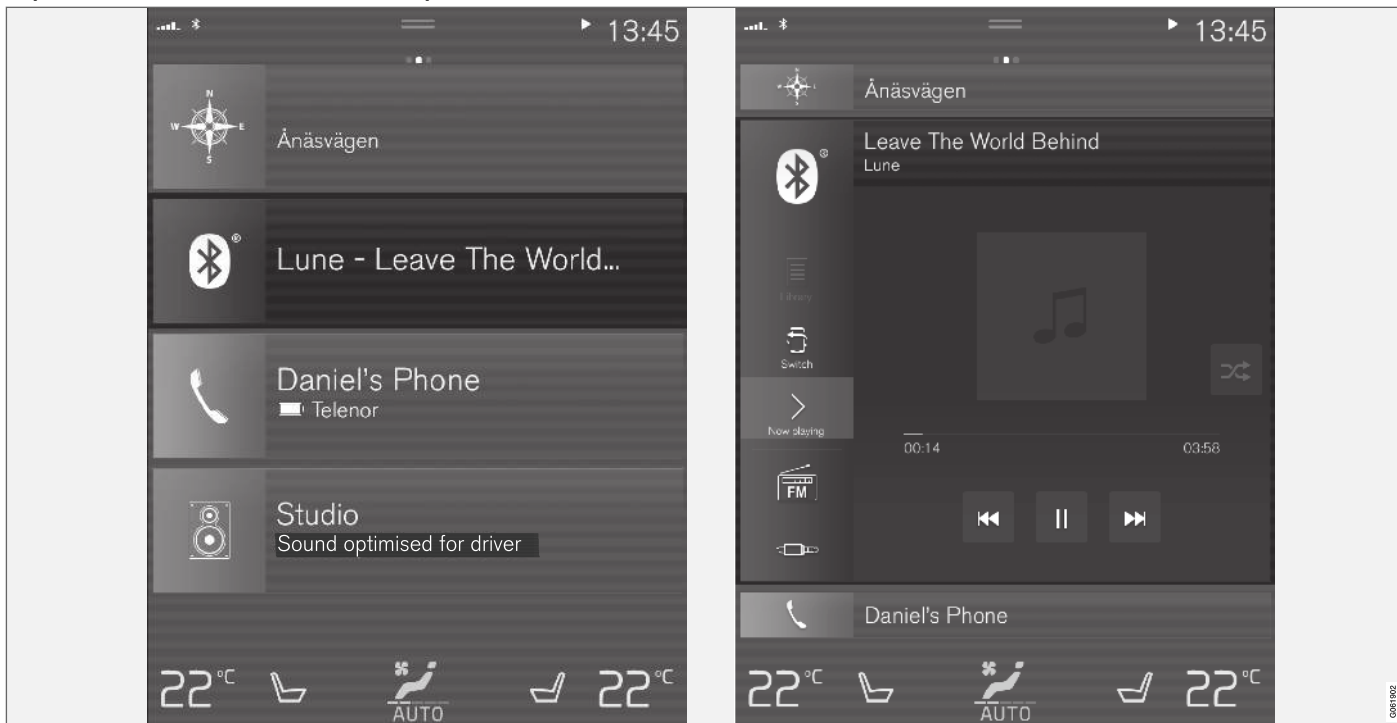 13:45
N
W E
S
Ånäsvägen
®
Lune - Leave The World...
Daniel's Phone
Telenor
Studio
Sound optimised for driver
22°C
AUTO
22°C
13:45
N
S
Ånäsvägen
®
Leave The World Behind
Lune
Library
Switch
Now playing
00:14
03:58
FM
Daniel's Phone
22°C
AUTO
22°C
G061902